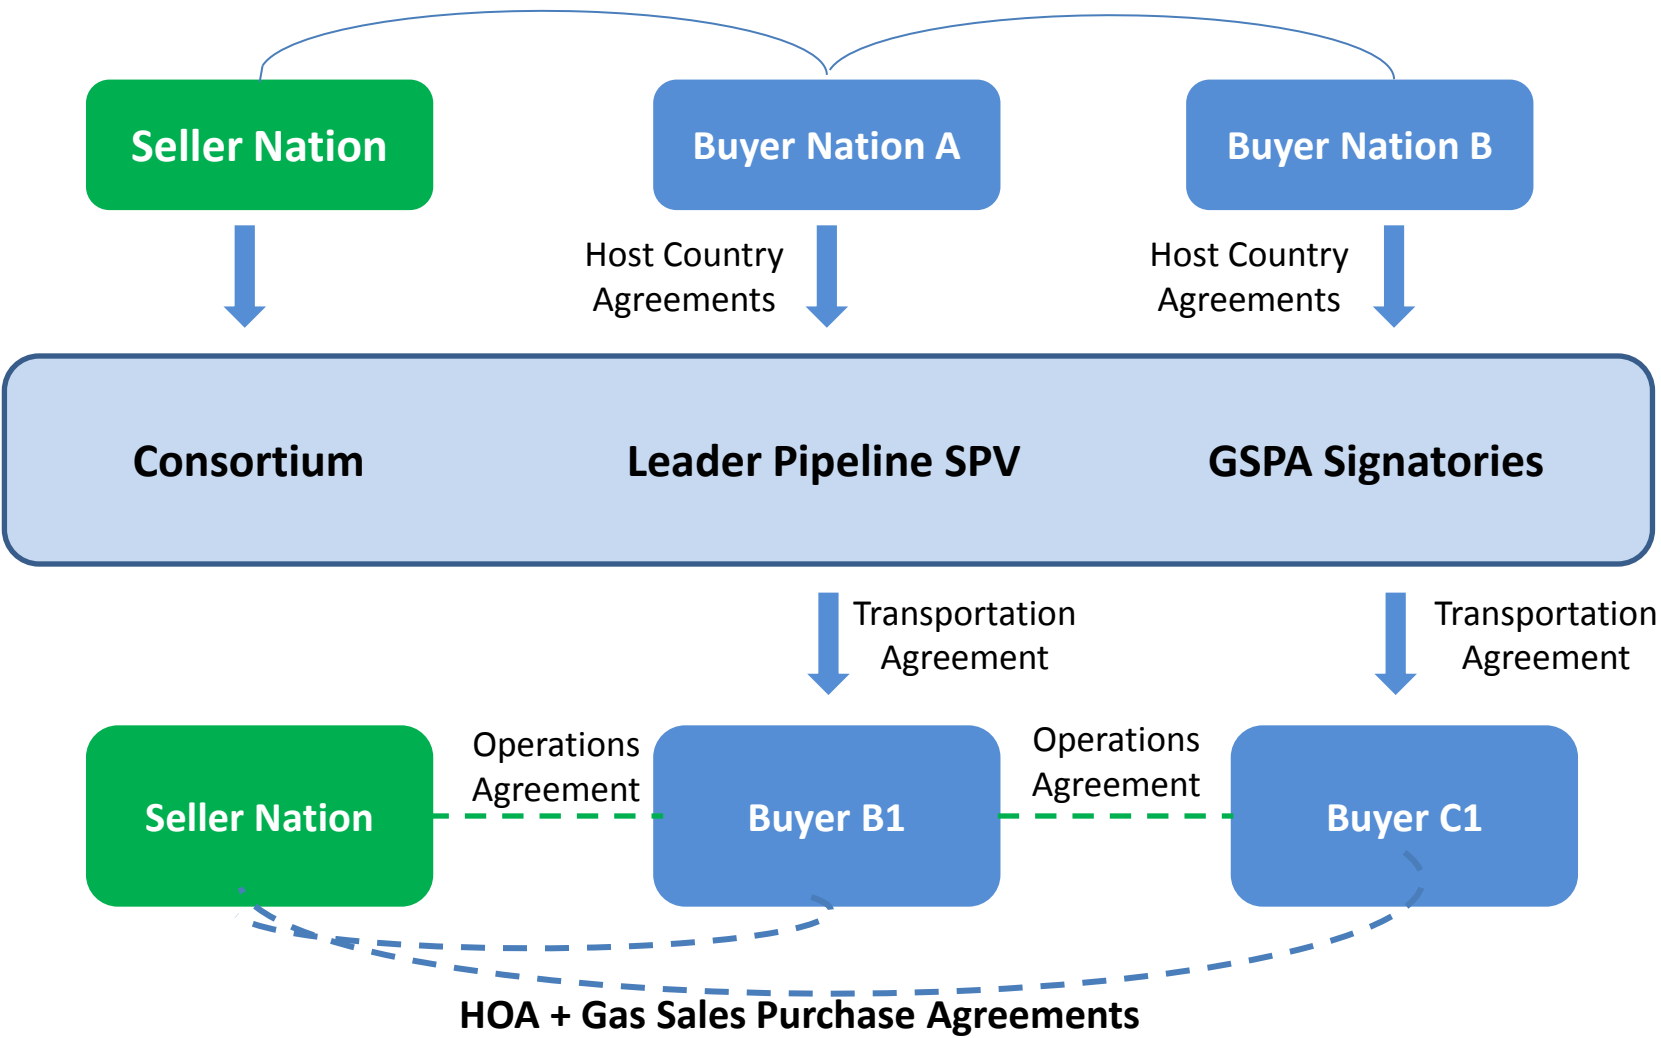 Seller Nation
Buyer Nation A
Buyer Nation B
Host Country
Agreements
Host Country
Agreements
Consortium
Leader Pipeline SPV
GSPA Signatories
Transportation
Agreement
Transportation
Agreement
Seller Nation
Operations
Agreement
Buyer B1
Operations
Agreement
Buyer C1
HOA + Gas Sales Purchase Agreements